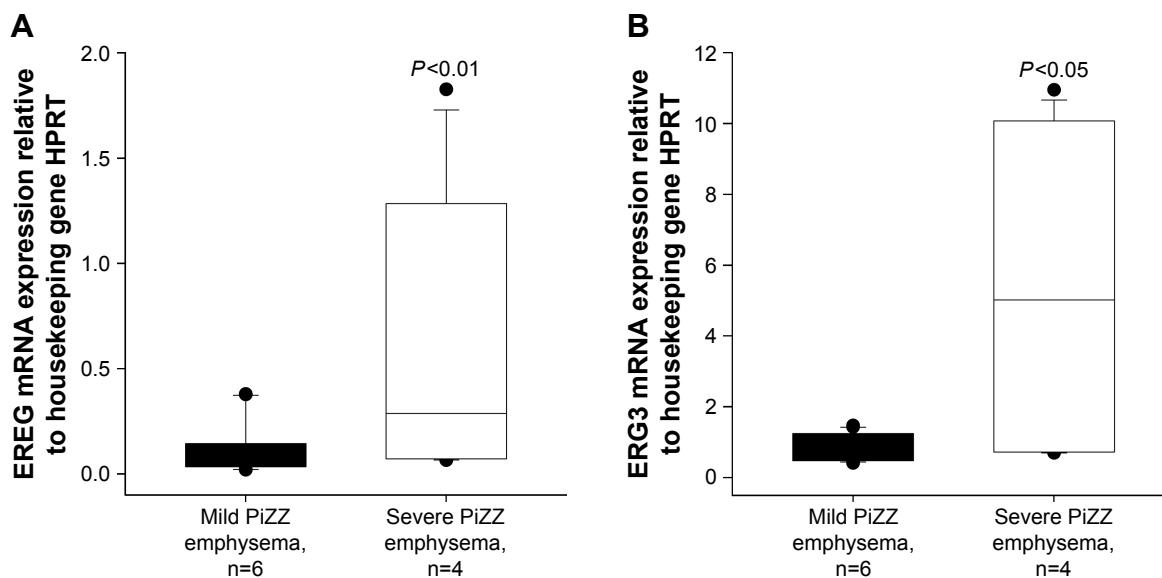 A
EREG mRNA expression relative
to housekeeping gene HPRT
2.0
1.5
1.0
0.5
0.0
P<0.01
Mild PiZZ
emphysema,
n=6
Severe PiZZ
emphysema,
n=4
B
ERG3 mRNA expression relative
to housekeeping gene HPRT
12
10
8
6
4
2
0
P<0.05
Mild PiZZ
emphysema,
n=6
Severe PiZZ
emphysema,
n=4